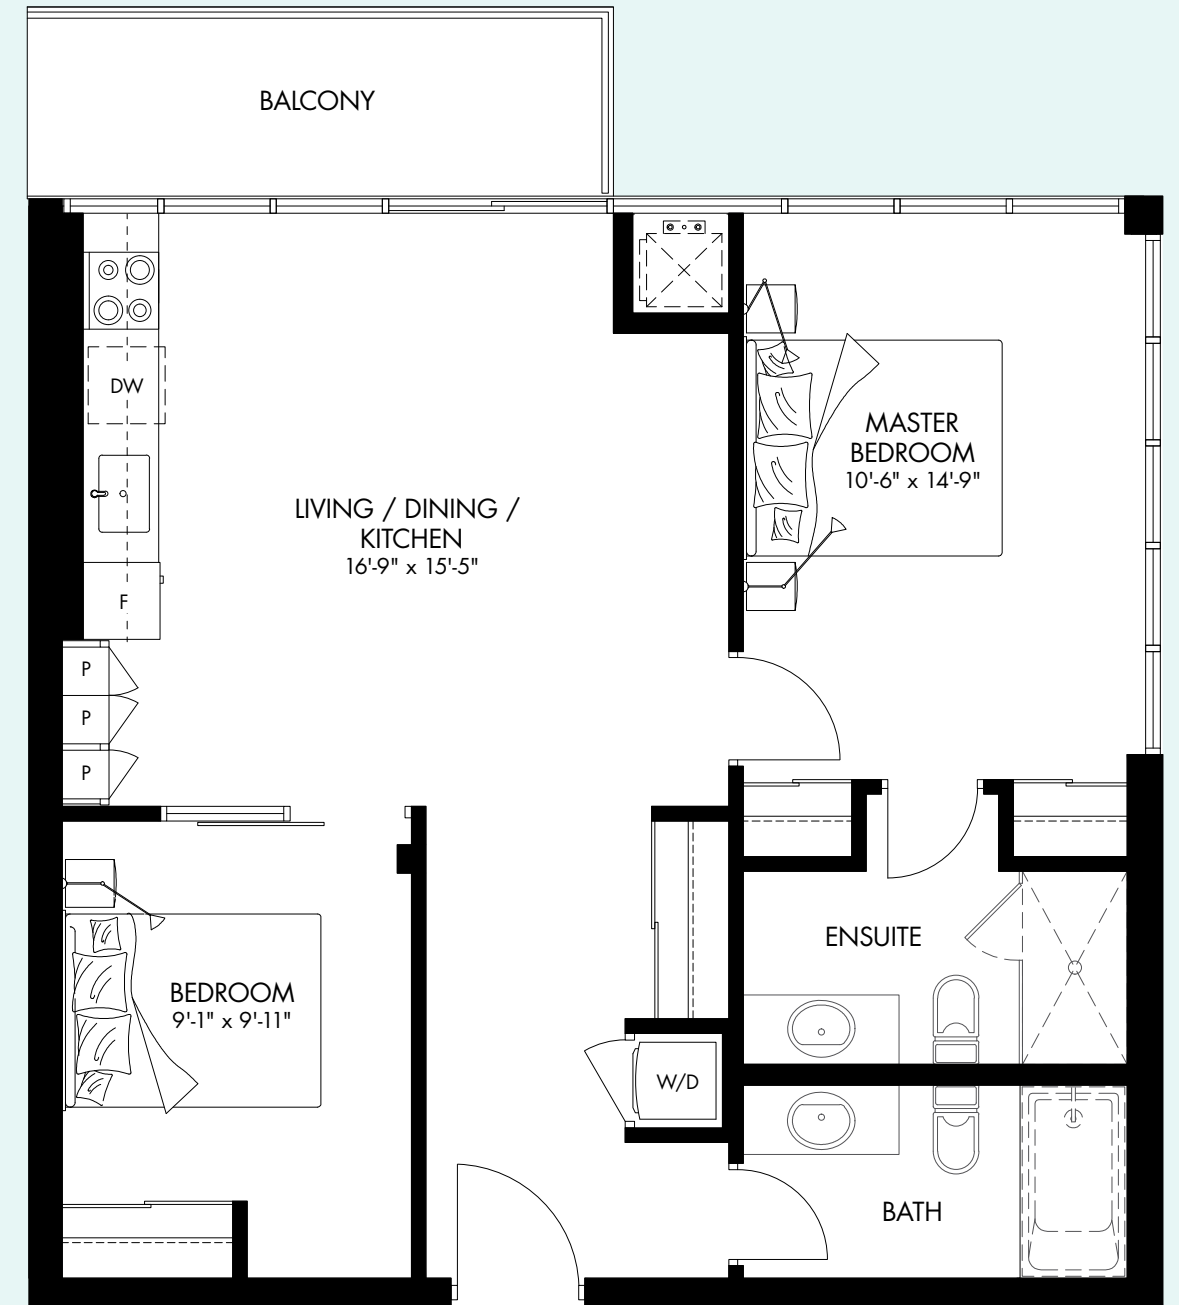 BALCONY
DW
MASTER
BEDROOM
10'-6" x 14'-9"
LIVING / DINING /
KITCHEN
16'-9" x 15'-5"
F
P
P
P
ENSUITE
BEDROOM
9'-1" x 9'-11"
W/D
BATH